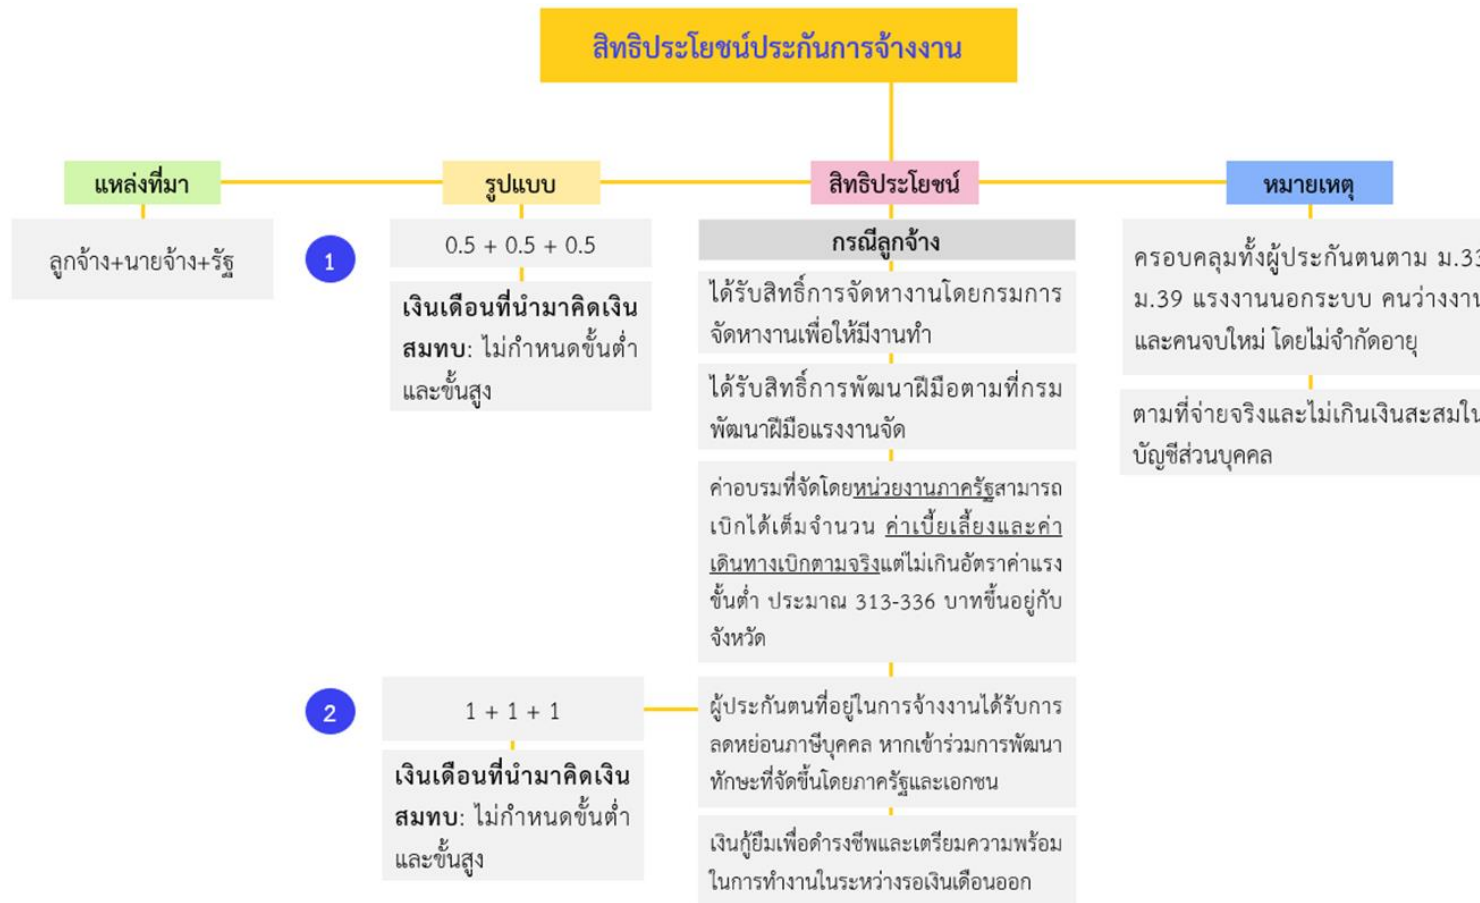 สิทธิประโยชน์ประกันการจ้างงาน
แหล่งที่มา
ลูกจ้าง+นายจ้าง+รัฐ
รูปแบบ
1
0.5 + 0.5 + 0.5
เงินเดือนที่นำมาคิดเงิน
สมทบ: ไม่กำหนดขั้นต่ำ
และขั้นสูง
2
1 + 1 + 1
เงินเดือนที่นำมาคิดเงิน
สมทบ: ไม่กำหนดขั้นต่ำ
และขั้นสูง
สิทธิประโยชน์
กรณีลูกจ้าง
ได้รับสิทธิ์การจัดหางานโดยกรมการ
จัดหางานเพื่อให้มีงานทำ
ได้รับสิทธิ์การพัฒนาฝีมือตามที่กรม
พัฒนาฝีมือแรงงานจัด
ค่าอบรมที่จัดโดยหน่วยงานภาครัฐสามารถ
เบิกได้เต็มจำนวน ค่าเบี้ยเลี้ยงและค่า
เดินทางเบิกตามจริงแต่ไม่เกินอัตราค่าแรง
ขั้นต่ำ ประมาณ 313-336 บาทขึ้นอยู่กับ
จังหวัด
ผู้ประกันตนที่อยู่ในการจ้างงานได้รับการ
ลดหย่อนภาษีบุคคล หากเข้าร่วมการพัฒนา
ทักษะที่จัดขึ้นโดยภาครัฐและเอกชน
เงินกู้ยืมเพื่อดำรงชีพและเตรียมความพร้อม
ในการทำงานในระหว่างรอเงินเดือนออก
หมายเหตุ
ครอบคลุมทั้งผู้ประกันตนตาม ม.33
ม.39 แรงงานนอกระบบ คนว่างงาน
และคนจบใหม่ โดยไม่จำกัดอายุ
ตามที่จ่ายจริงและไม่เกินเงินสะสมใน
บัญชีส่วนบุคคล